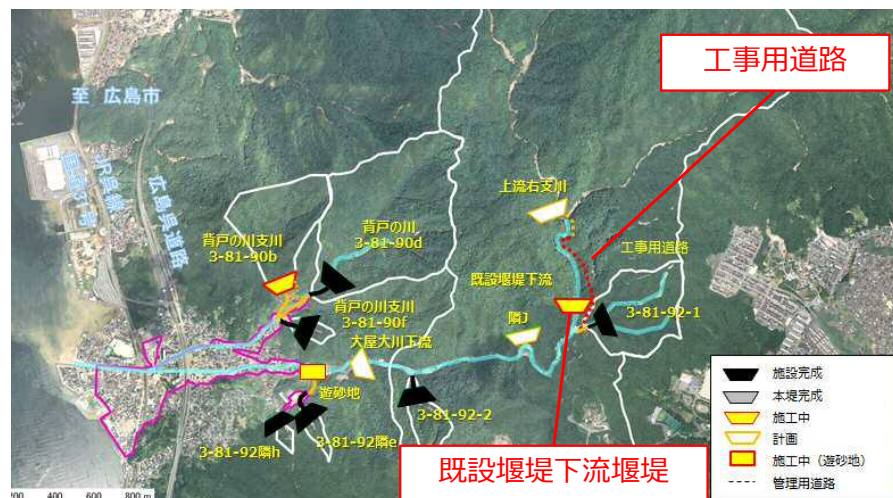 工事用道路
至 広島市
JR呉線
広島呉道路
上流右支川
背戸の川
3-81-90d
背戸の川支川
3-81-90b
工事用道路
既設堰堤下流
背戸の川支川
3-81-90f
隣J
3-81-92-1
大屋大川下流
遊砂地
3-81-92-2
3-81-92隣h
3-81-92隣e
既設堰堤下流堰堤
施設完成
本堤完成
施工中
計画
施工中（遊砂地）
管理用道路
200 400 600 800 m